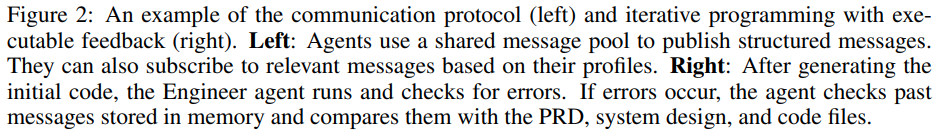 Figure 2: An example of the communication protocol (left) and iterative programming with exe-
cutable feedback (right). Left: Agents use a shared message pool to publish structured messages.
They can also subscribe to relevant messages based on their profiles. Right: After generating the
initial code, the Engineer agent runs and checks for errors. If errors occur, the agent checks past
messages stored in memory and compares them with the PRD, system design, and code files.